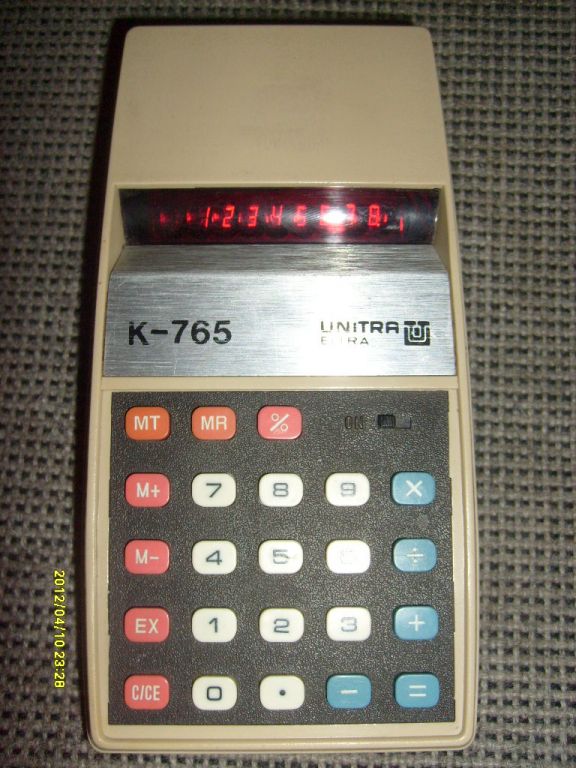 12345678
K-765
UNITRA
ELTRA
MT MR % ON
M+ 7 8 9 ×
M- 4 5 ÷
EX 1 2 3 +
C/CE 0 • - =
2012/04/10 23:28